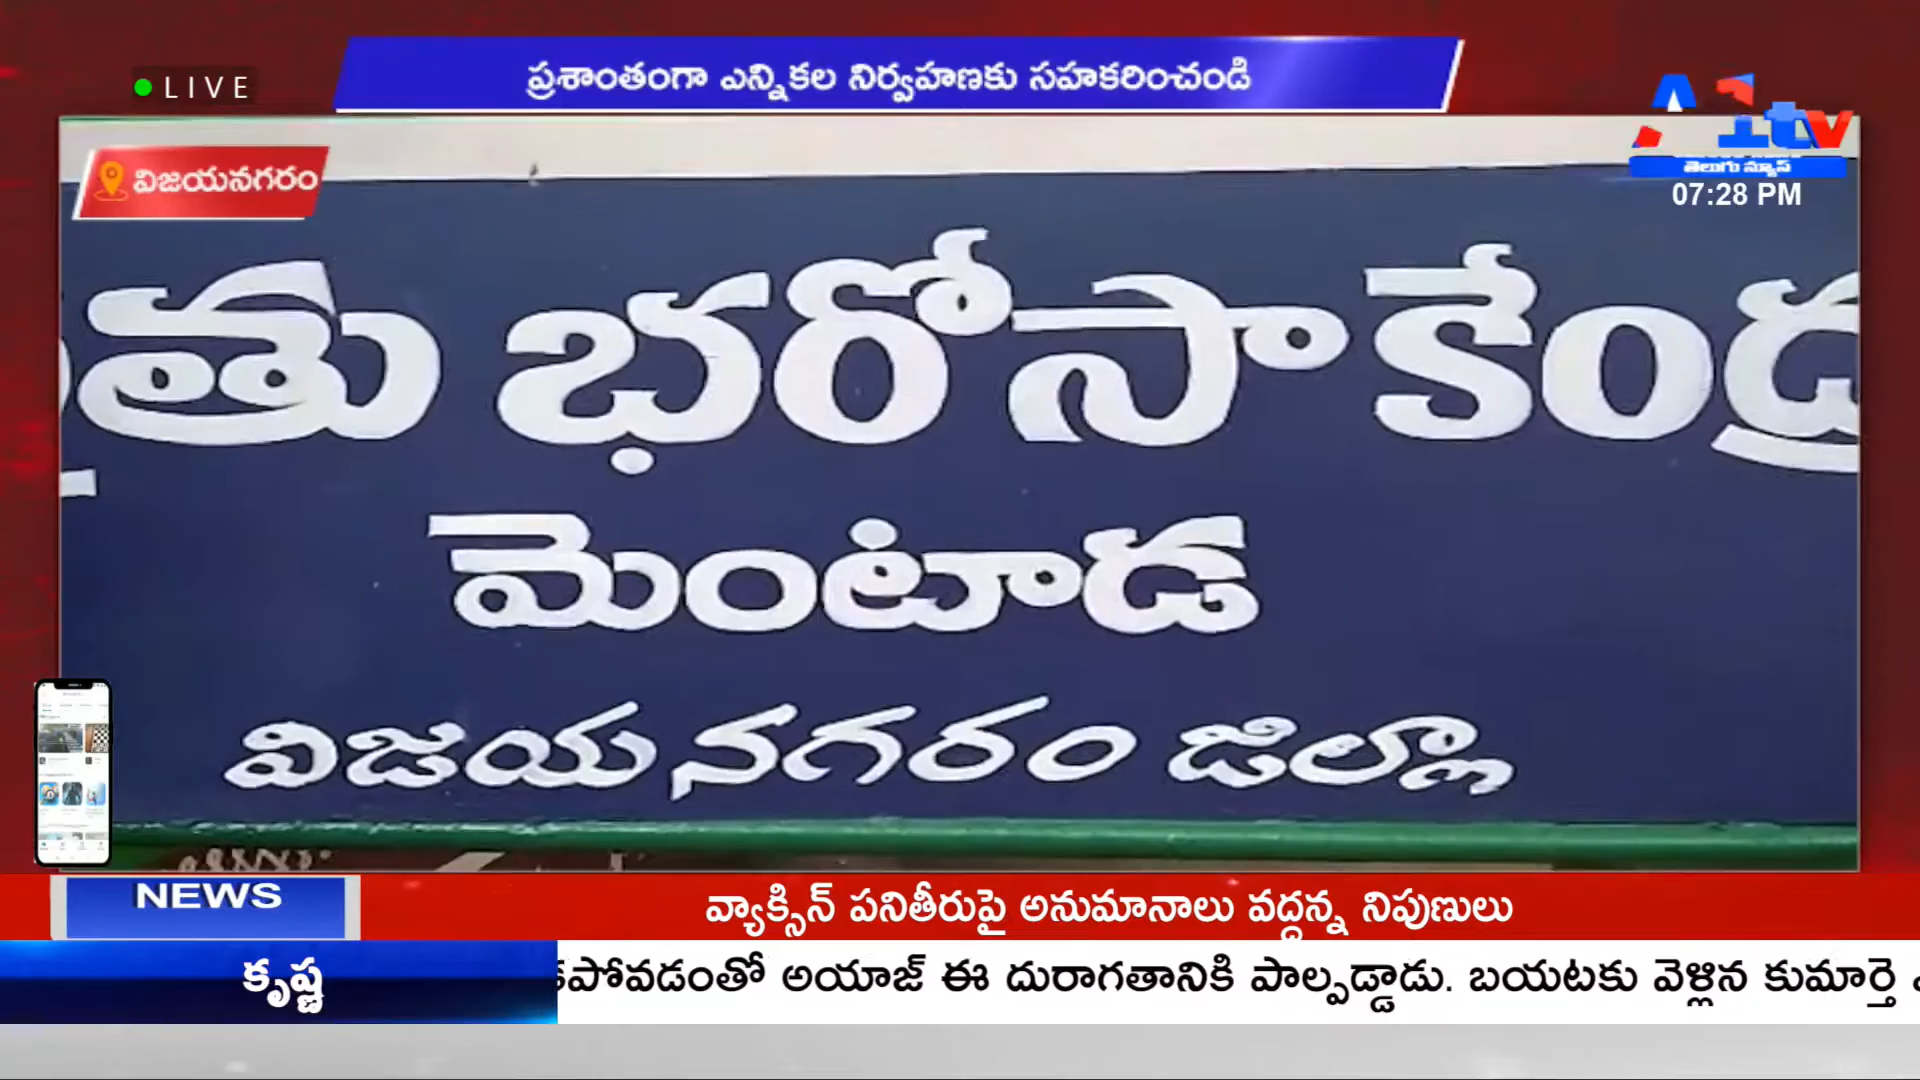 LIVE
ప్రశాంతంగా ఎన్నికల నిర్వహణకు సహకరించండి
విజయనగరం
తెలుగు న్యూస్
07:28 PM
తు భరోసా కేంద్ర
మెంటాడ
విజయనగరం జిల్లా
NEWS
వ్యాక్సిన్ పనితీరుపై అనుమానాలు వద్దన్న నిపుణులు
కృష్ణ
కపోవడంతో అయాజ్ ఈ దురాగతానికి పాల్పడ్డాడు. బయటకు వెళ్లిన కుమార్తె